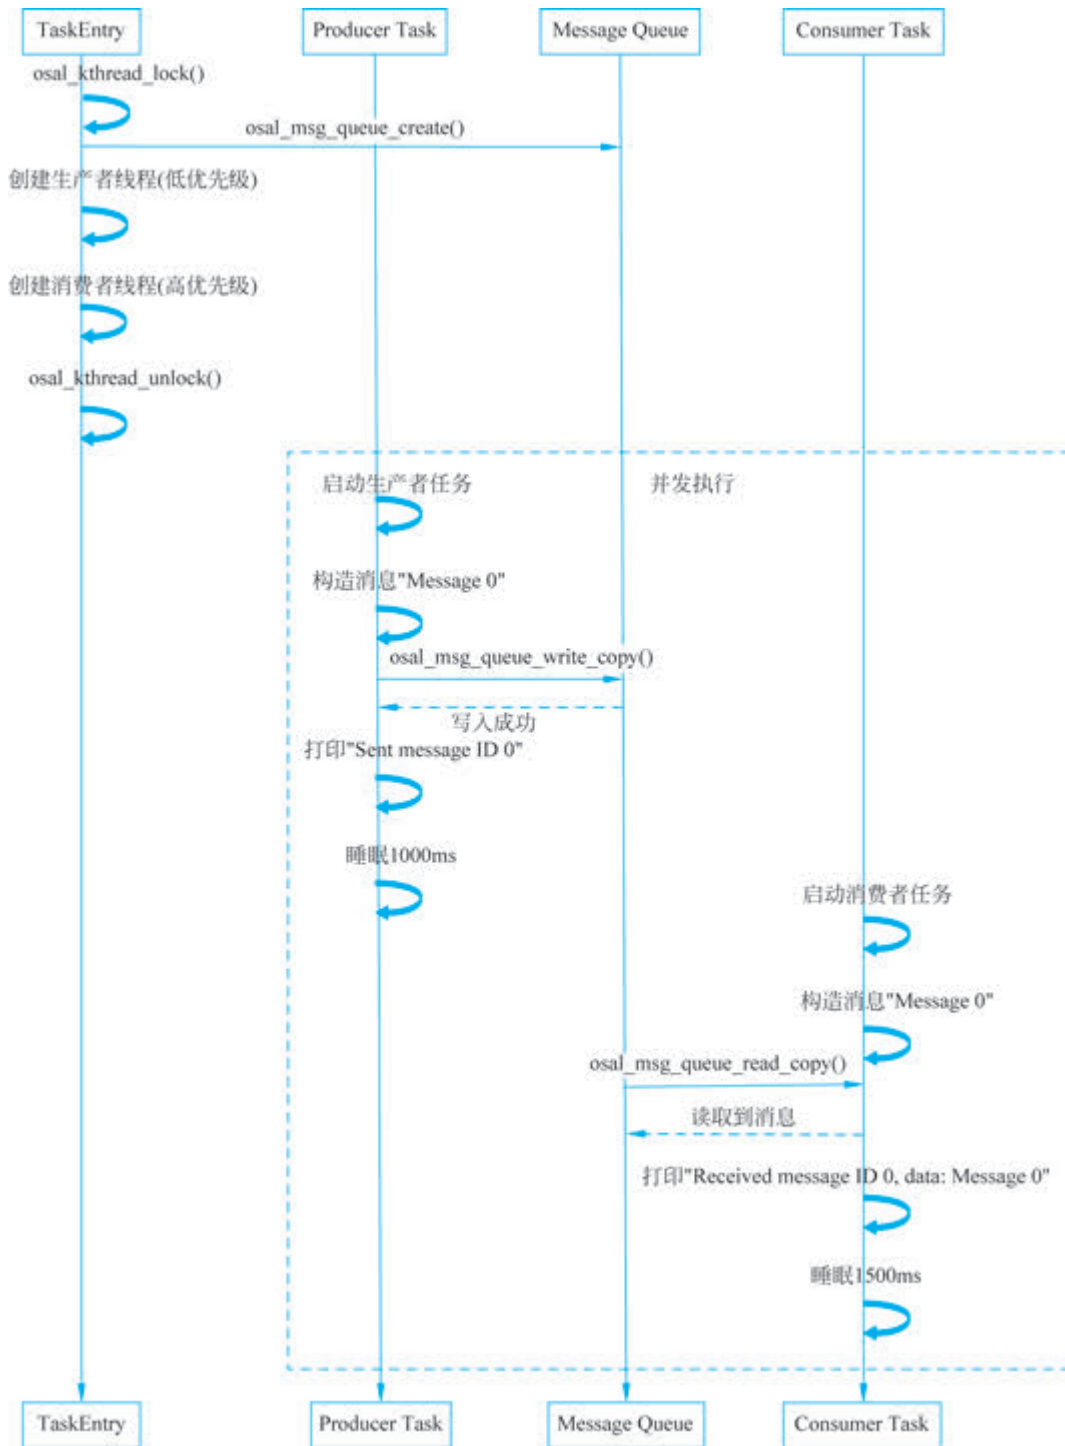 TaskEntry
Producer Task
Message Queue
Consumer Task
osal_kthread_lock()
osal_msg_queue_create()
创建生产者线程(低优先级)
创建消费者线程(高优先级)
osal_kthread_unlock()
启动生产者任务
并发执行
构造消息"Message 0"
osal_msg_queue_write_copy()
写入成功
打印"Sent message ID 0"
睡眠1000ms
启动消费者任务
构造消息"Message 0"
osal_msg_queue_read_copy()
读取到消息
打印"Received message ID 0, data: Message 0"
睡眠1500ms
TaskEntry
Producer Task
Message Queue
Consumer Task